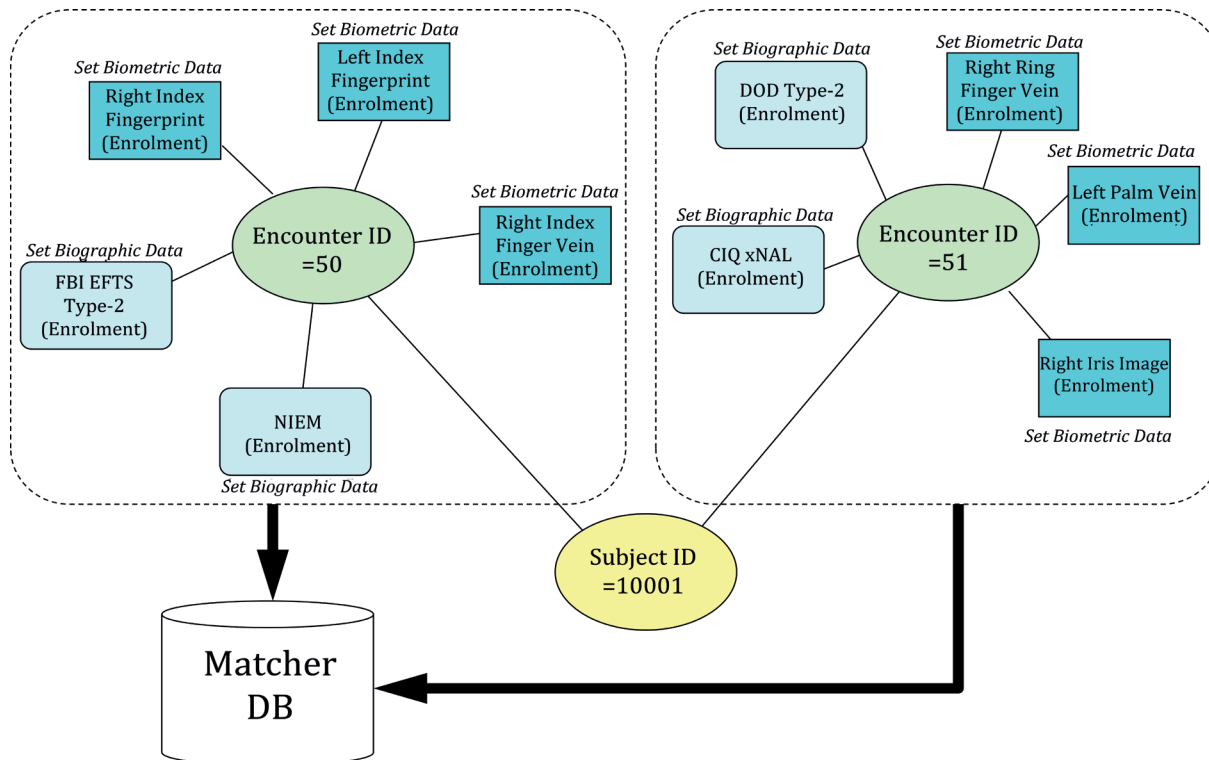 Set Biometric Data
Left Index
Fingerprint
(Enrolment)
Set Biometric Data
Right Index
Fingerprint
(Enrolment)
Encounter ID
=50
Set Biometric Data
Right Index
Finger Vein
(Enrolment)
Set Biographic Data
FBI EFTS
Type-2
(Enrolment)
NIEM
(Enrolment)
Set Biographic Data
Set Biographic Data
DOD Type-2
(Enrolment)
Set Biometric Data
Right Ring
Finger Vein
(Enrolment)
Set Biometric Data
Left Palm Vein
(Enrolment)
Encounter ID
=51
Set Biographic Data
CIQ xNAL
(Enrolment)
Right Iris Image
(Enrolment)
Set Biometric Data
Subject ID
=10001
Matcher
DB